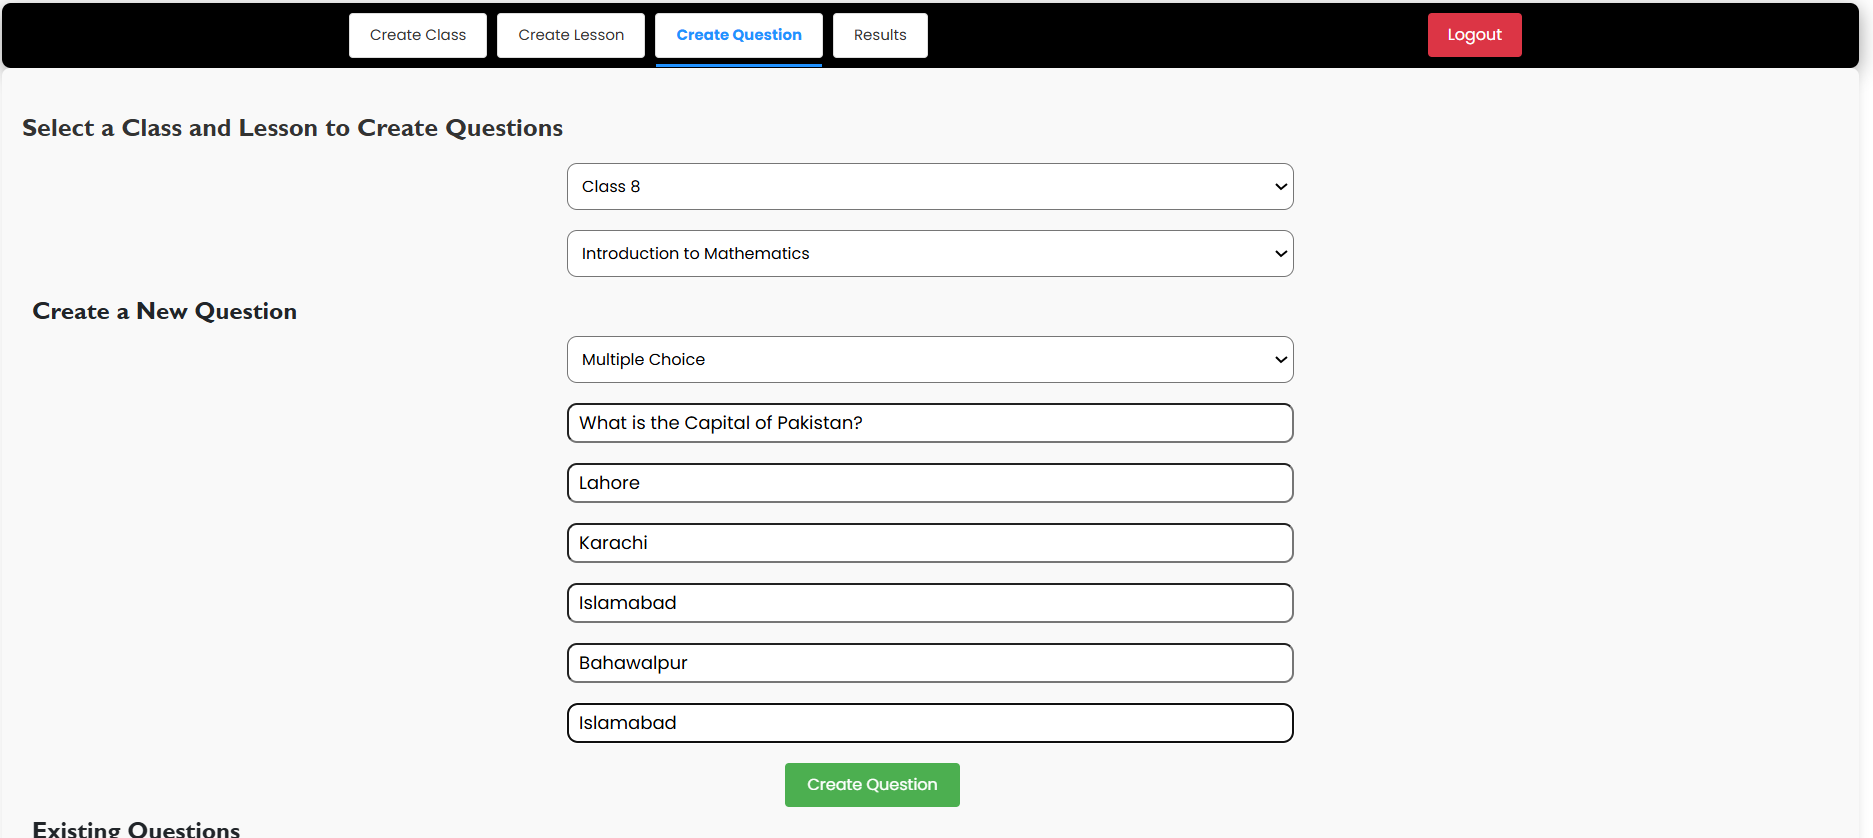 Create Class Create Lesson Create Question Results Logout
Select a Class and Lesson to Create Questions
Class 8
Introduction to Mathematics
Create a New Question
Multiple Choice
What is the Capital of Pakistan?
Lahore
Karachi
Islamabad
Bahawalpur
Islamabad
Create Question
Existing Questions